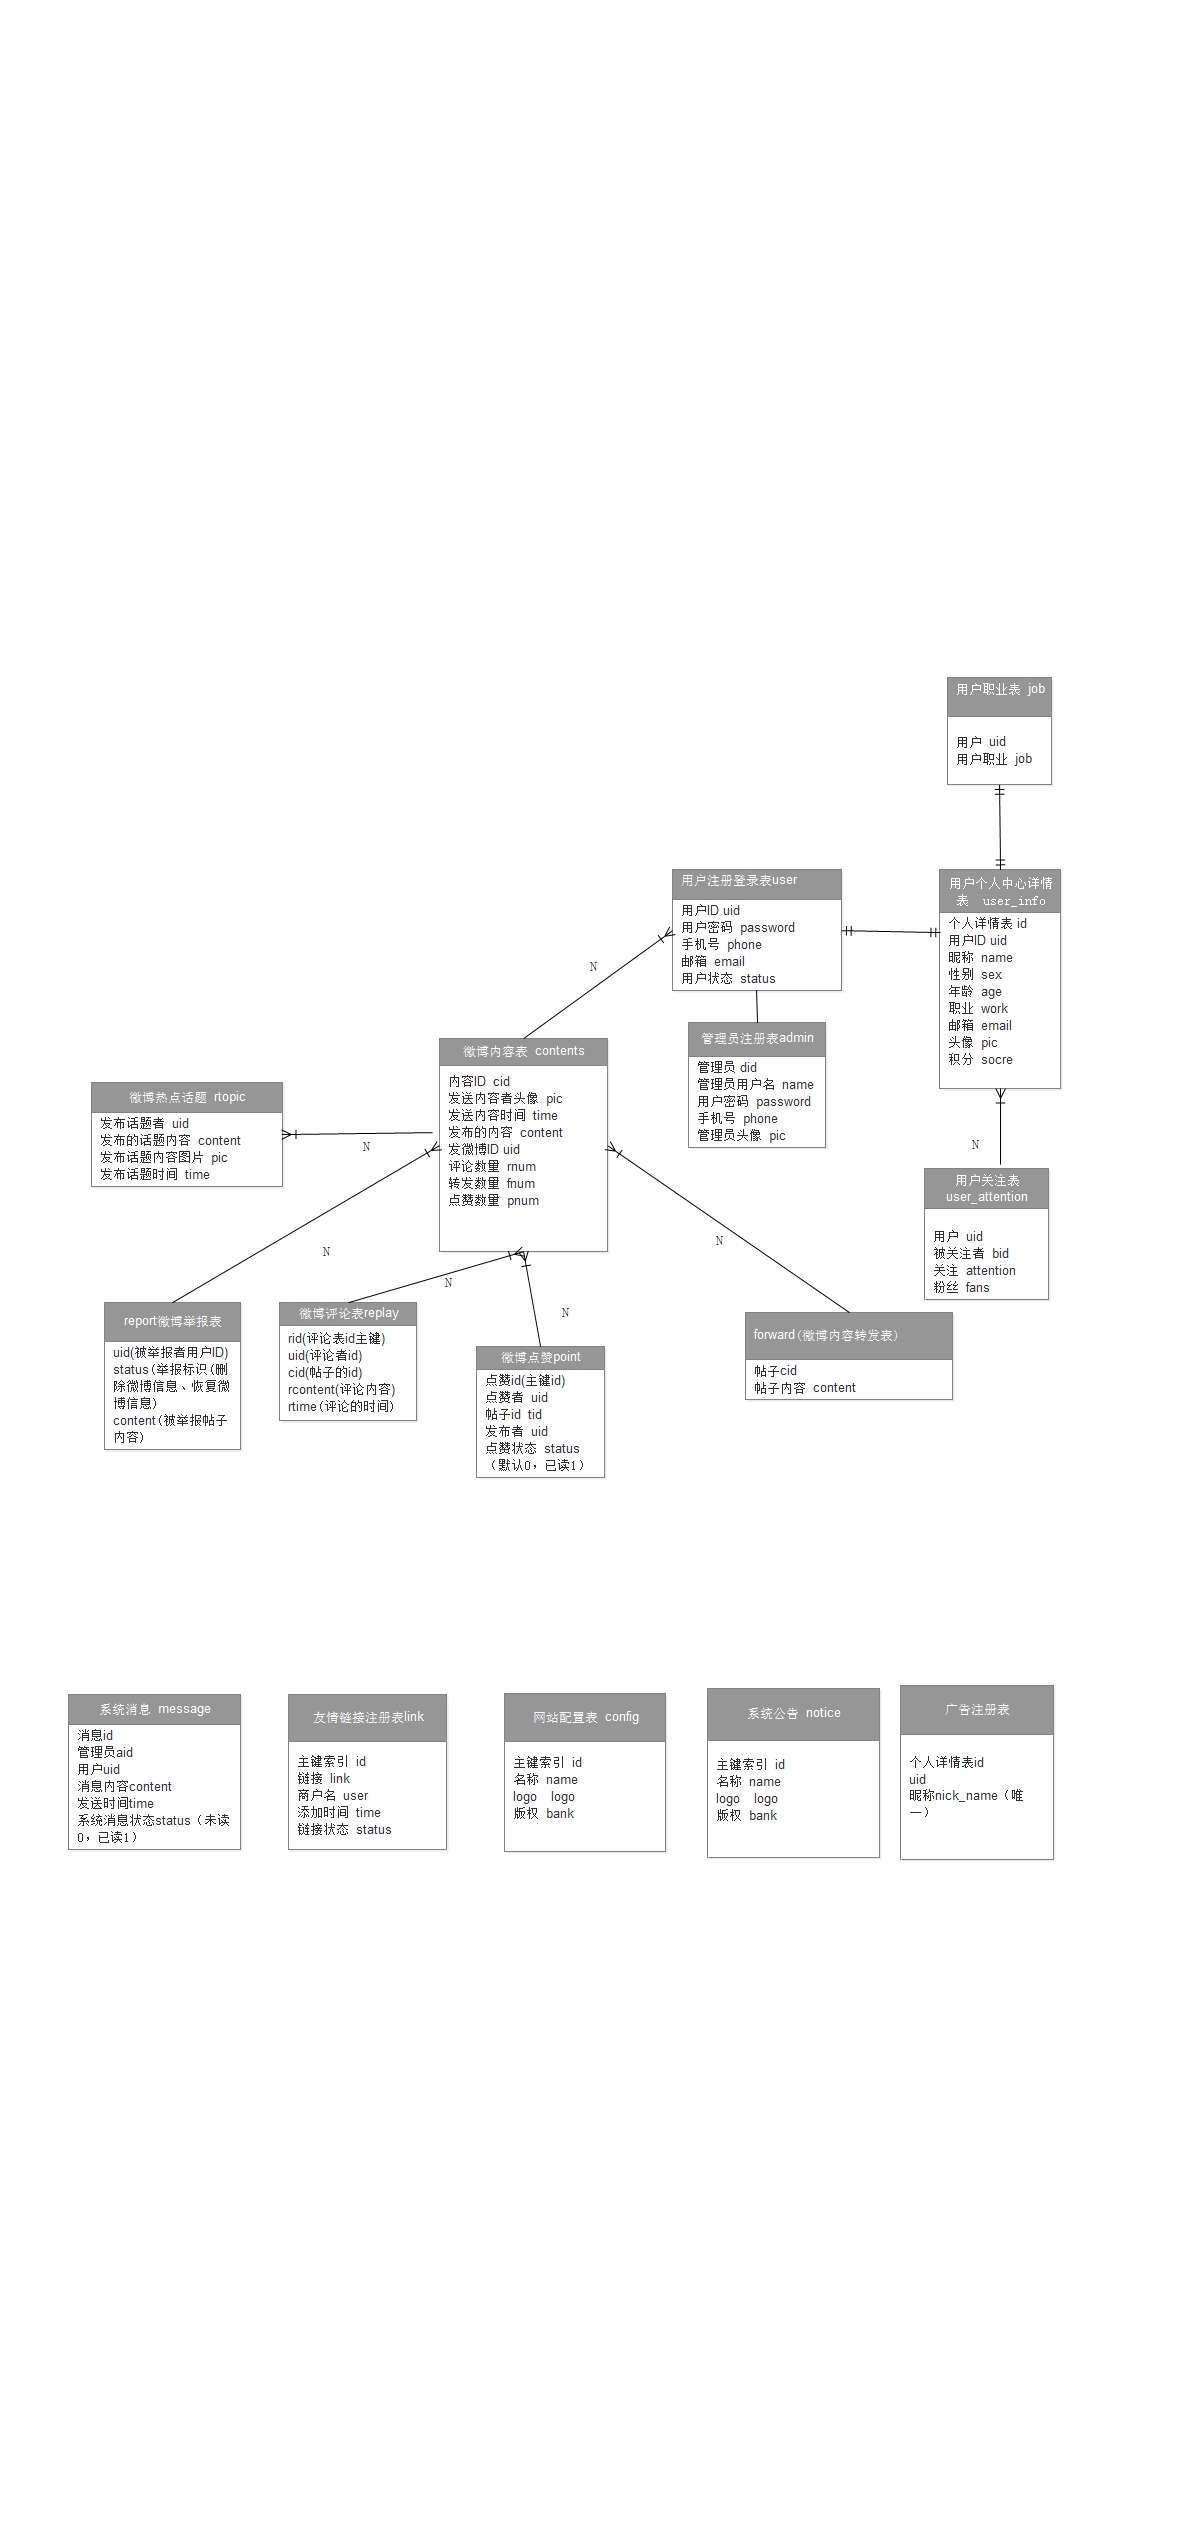 用户职业表 job
用户 uid
用户职业 job
用户注册登录表user
用户ID uid
用户密码 password
手机号 phone
邮箱 email
用户状态 status
用户个人中心详情
表 user_info
个人详情表 id
用户ID uid
昵称 name
性别 sex
年龄 age
职业 work
邮箱 email
头像 pic
积分 socre
N
管理员注册表admin
管理员 did
管理员用户名 name
用户密码 password
手机号 phone
管理员头像 pic
微博内容表 contents
内容ID cid
发送内容者头像 pic
发送内容时间 time
发布的内容 content
发微博ID uid
评论数量 rnum
转发数量 fnum
点赞数量 pnum
微博热点话题 rtopic
发布话题者 uid
发布的话题内容 content
发布话题内容图片 pic
发布话题时间 time
N
N
用户关注表
user_attention
用户 uid
被关注者 bid
关注 attention
粉丝 fans
N
N
N
N
report微博举报表
uid(被举报者用户ID)
status(举报标识(删
除微博信息、恢复微
博信息)
content(被举报帖子
内容)
微博评论表replay
rid(评论表id主键)
uid(评论者id)
cid(帖子的id)
rcontent(评论内容)
rtime(评论的时间)
微博点赞point
点赞id(主键id)
点赞者 uid
帖子id tid
发布者 uid
点赞状态 status
（默认0，已读1）
forward(微博内容转发表)
帖子cid
帖子内容 content
系统消息 message
消息id
管理员aid
用户uid
消息内容content
发送时间time
系统消息状态status（未读
0，已读1）
友情链接注册表link
主键索引 id
链接 link
商户名 user
添加时间 time
链接状态 status
网站配置表 config
主键索引 id
名称 name
logo logo
版权 bank
系统公告 notice
主键索引 id
名称 name
logo logo
版权 bank
广告注册表
个人详情表id
uid
昵称nick_name（唯
一）